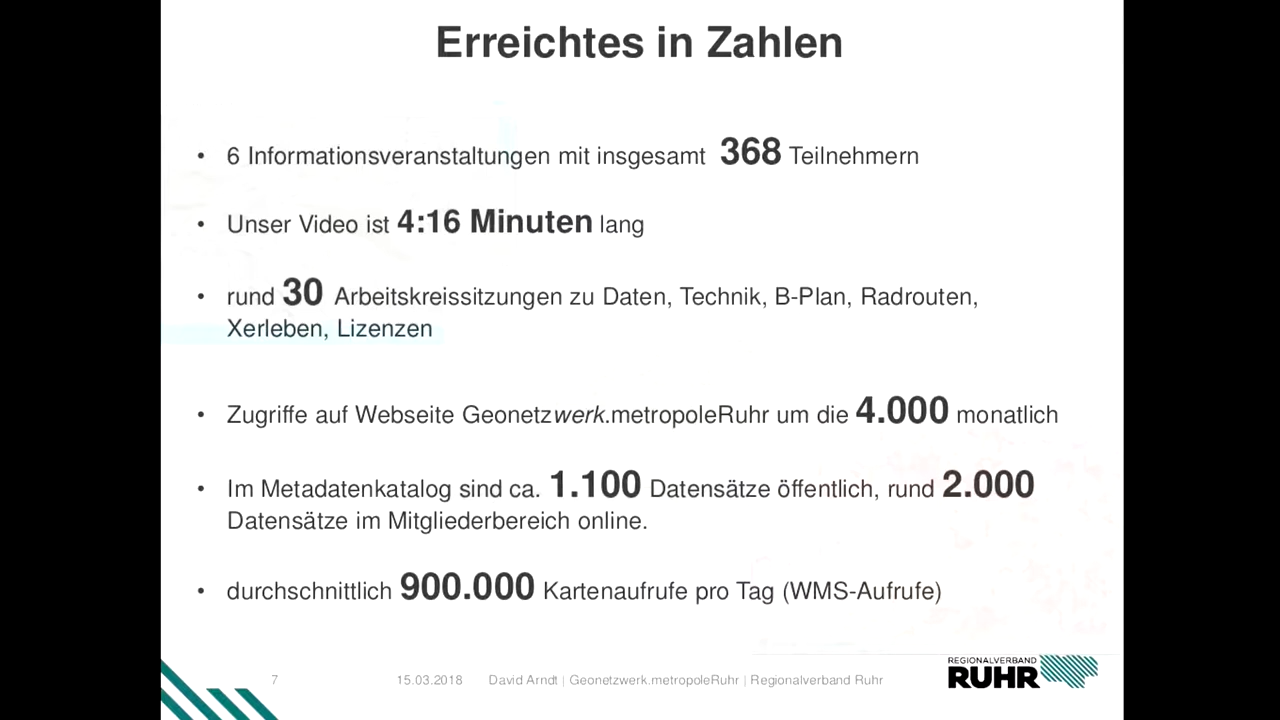 Erreichtes in Zahlen
• 6 Informationsveranstaltungen mit insgesamt 368 Teilnehmern
• Unser Video ist 4:16 Minuten lang
• rund 30 Arbeitskreissitzungen zu Daten, Technik, B-Plan, Radrouten,
Xerleben, Lizenzen
• Zugriffe auf Webseite Geonetzwerk.metropoleRuhr um die 4.000 monatlich
• Im Metadatenkatalog sind ca. 1.100 Datensätze öffentlich, rund 2.000
Datensätze im Mitgliederbereich online.
• durchschnittlich 900.000 Kartenaufrufe pro Tag (WMS-Aufrufe)
7 15.03.2018 David Arndt | Geonetzwerk.metropoleRuhr | Regionalverband Ruhr
REGIONALVERBAND
RUHR